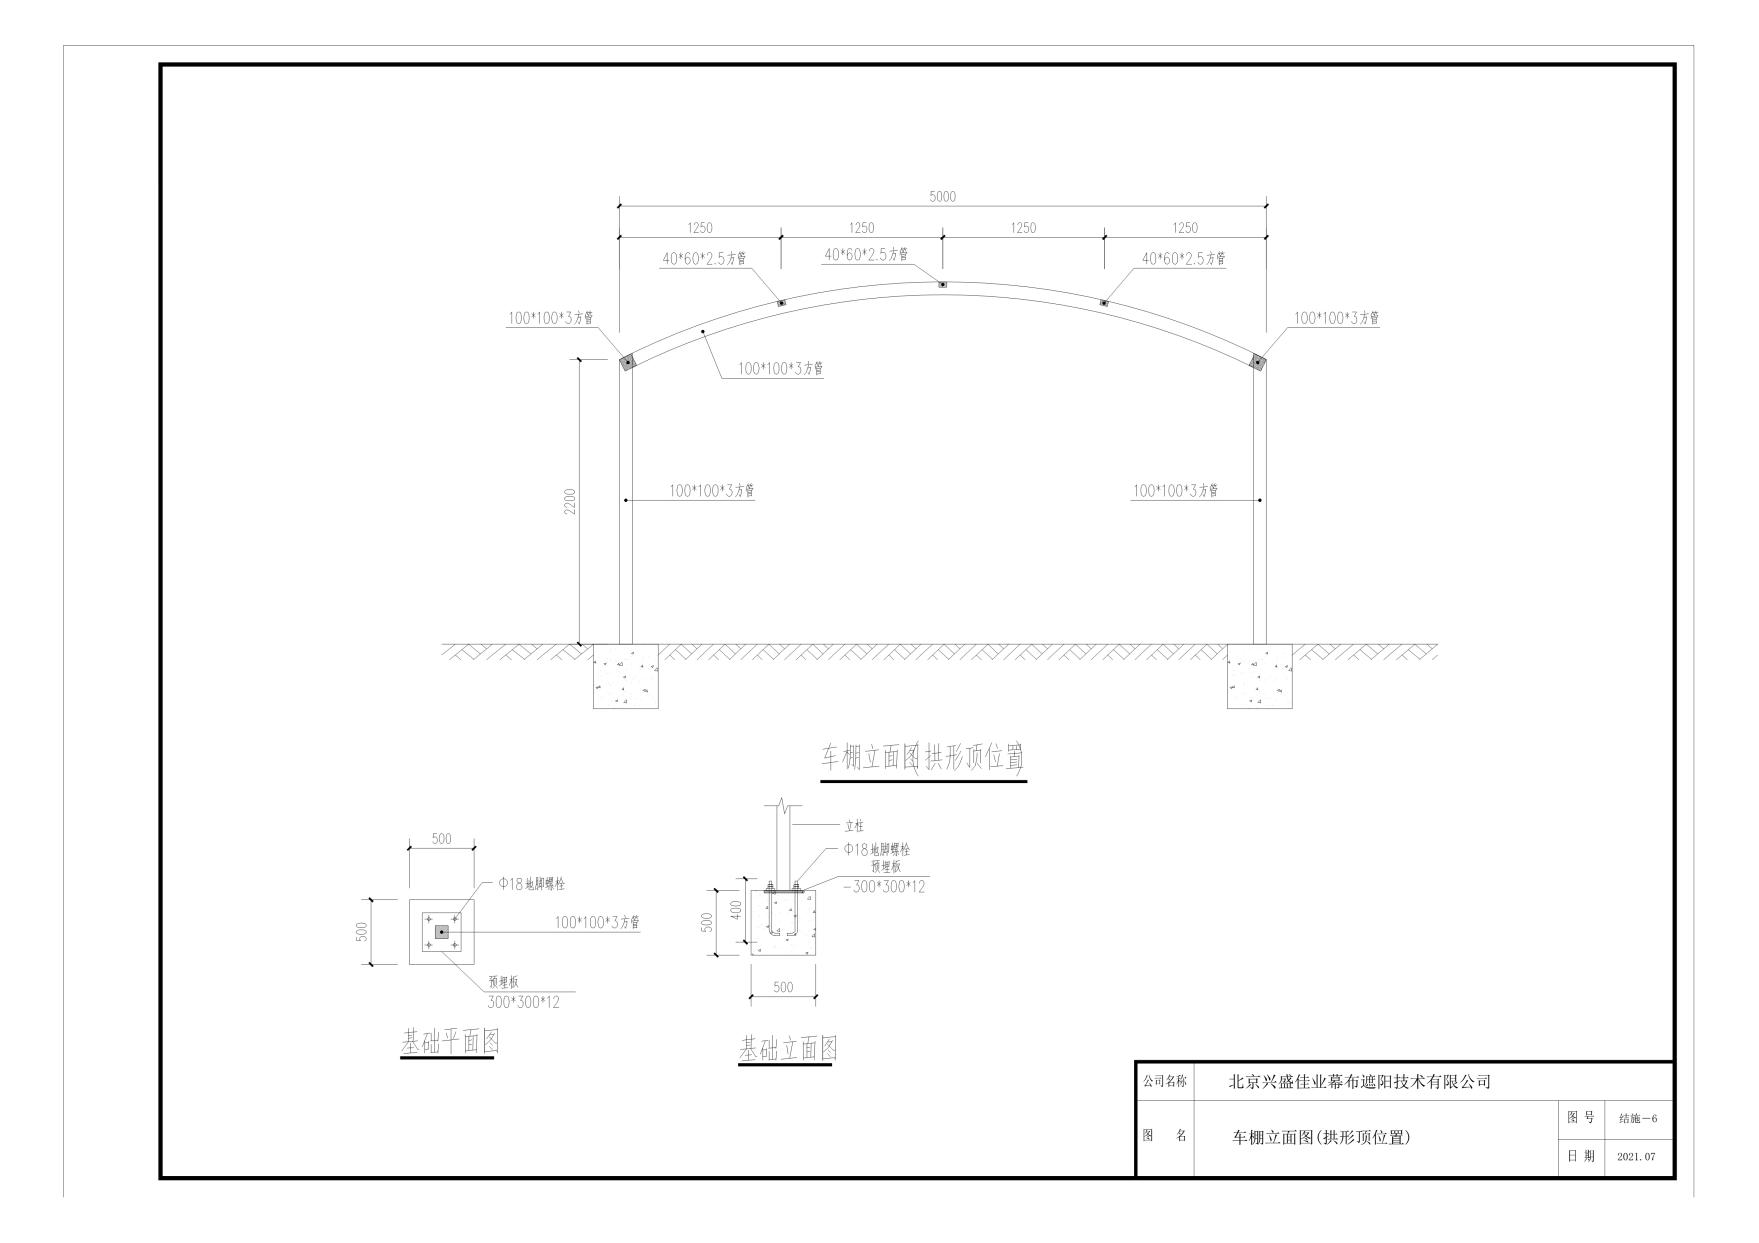 5000
1250
1250
1250
1250
40*60*2.5方管
40*60*2.5方管
40*60*2.5方管
100*100*3方管
100*100*3方管
100*100*3方管
2200
100*100*3方管
100*100*3方管
车棚立面图(拱形顶位置)
500
500
Φ18地脚螺栓
100*100*3方管
预埋板
300*300*12
基础平面图
立柱
Φ18地脚螺栓
预埋板
-300*300*12
400
500
500
基础立面图
公司名称
北京兴盛佳业幕布遮阳技术有限公司
图 名
车棚立面图(拱形顶位置)
图 号
结施-6
日 期
2021.07